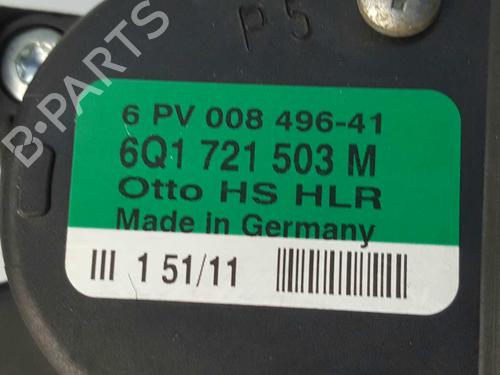 P5
6 PV 008 496-41
6Q1 721 503 M
Otto HS HLR
Made in Germany
III 1 51/11
B-PARTS